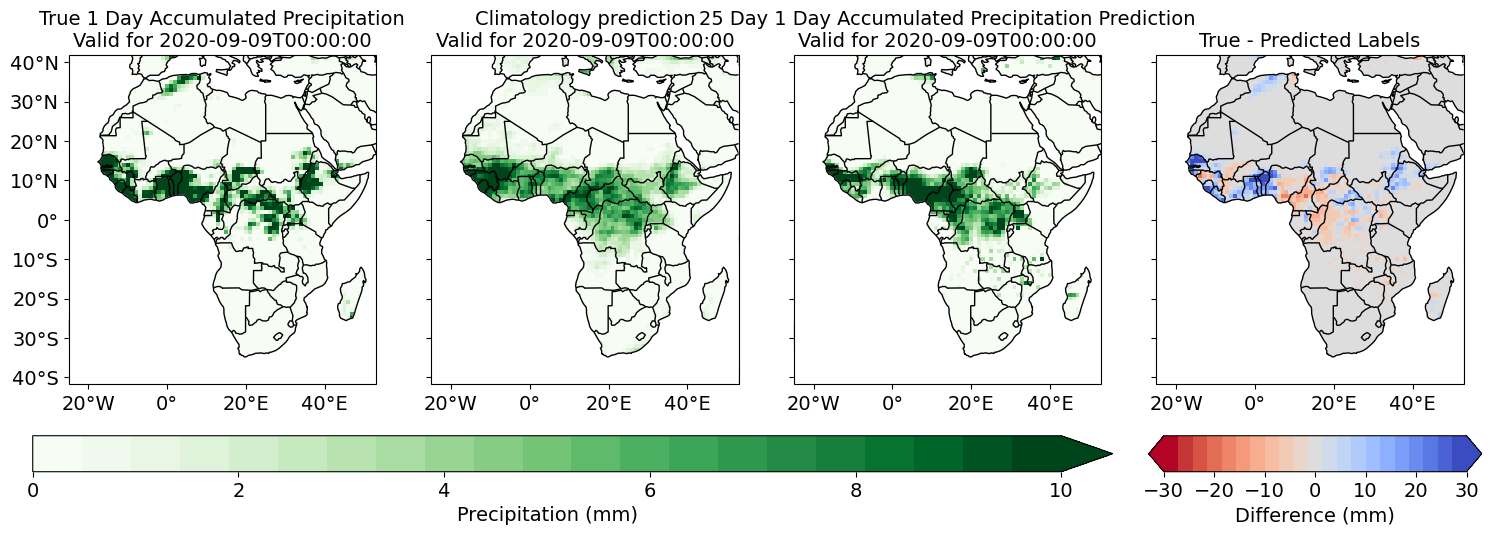 True 1 Day Accumulated Precipitation
Valid for 2020-09-09T00:00:00
Climatology prediction
Valid for 2020-09-09T00:00:00
25 Day 1 Day Accumulated Precipitation Prediction
Valid for 2020-09-09T00:00:00
True - Predicted Labels
40°N
30°N
20°N
10°N
0°
10°S
20°S
30°S
40°S
20°W 0° 20°E 40°E
20°W 0° 20°E 40°E
20°W 0° 20°E 40°E
20°W 0° 20°E 40°E
0 2 4 6 8 10
Precipitation (mm)
−30 −20 −10 0 10 20 30
Difference (mm)